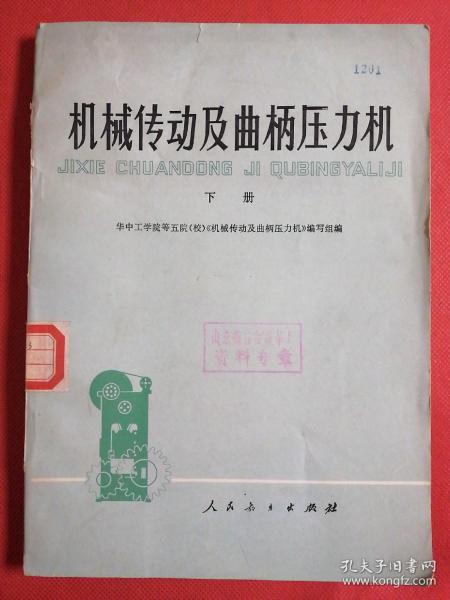 1201
机械传动及曲柄压力机
JIXIE CHUANDONG JI QUBINGYALIJI
下册
华中工学院等五院(校)《机械传动及曲柄压力机》编写组编
资料专章
人民教育出版社
孔夫子旧书网
www.kongfz.com